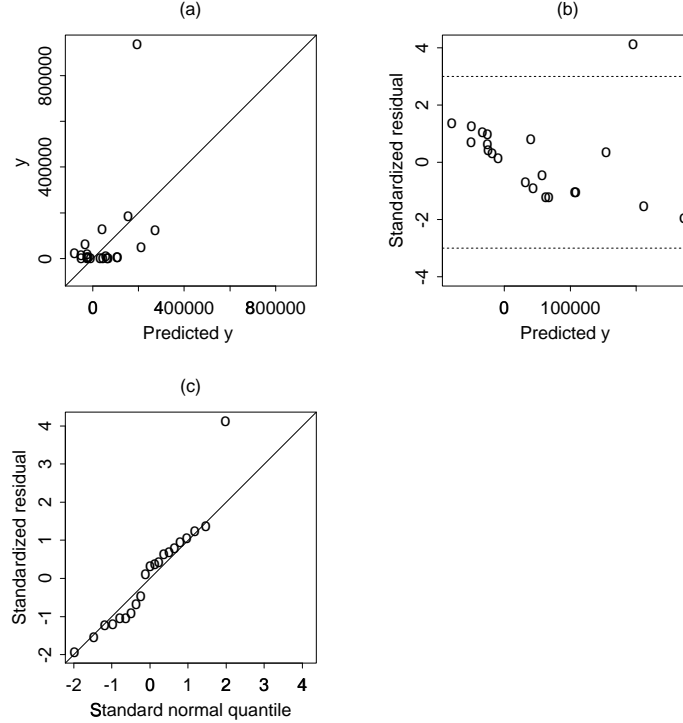 (a)
y
800000
400000
0
0 400000 800000
Predicted y
(b)
Standardized residual
4
2
0
-2
-4
0 100000
Predicted y
(c)
Standardized residual
4
3
2
1
0
-1
-2
-2 -1 0 1 2 3 4
Standard normal quantile